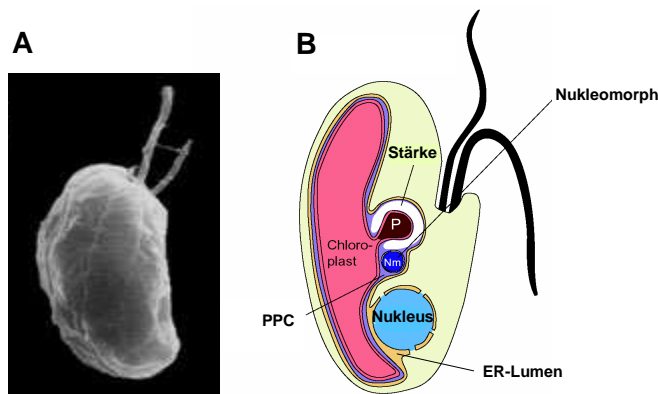 A
B
Nukleomorph
Stärke
P
Chloro-
plast
Nm
PPC
Nukleus
ER-Lumen